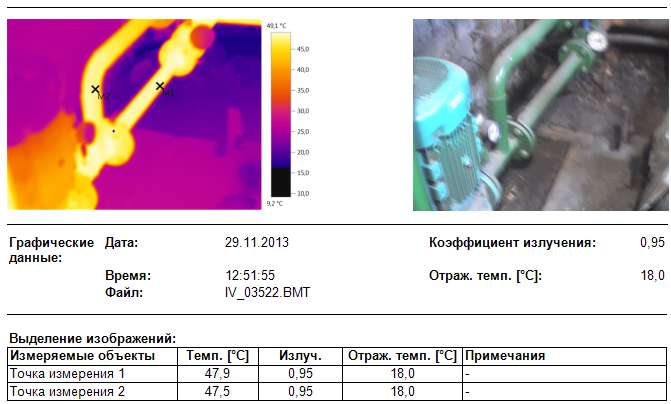 49,1 °C
45,0
40,0
35,0
30,0
25,0
20,0
15,0
10,0
9,2 °C
M2
M1
Графические данные:
Дата: 29.11.2013 Коэффициент излучения: 0,95
Время: 12:51:55 Отраж. темп. [°C]: 18,0
Файл: IV_03522.BMT
Выделение изображений:
Измеряемые объекты Темп. [°C] Излуч. Отраж. темп. [°C] Примечания
Точка измерения 1 47,9 0,95 18,0 -
Точка измерения 2 47,5 0,95 18,0 -